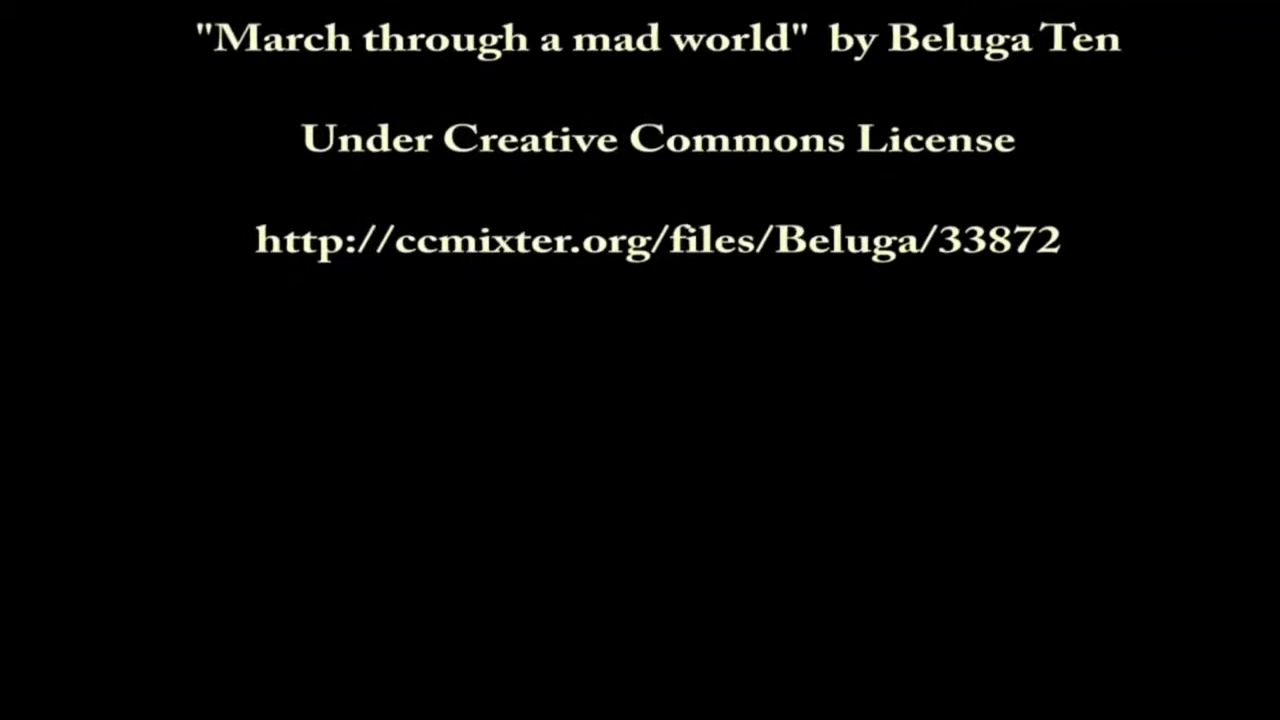 "March through a mad world"  by Beluga Ten
Under Creative Commons License
http://ccmixter.org/files/Beluga/33872